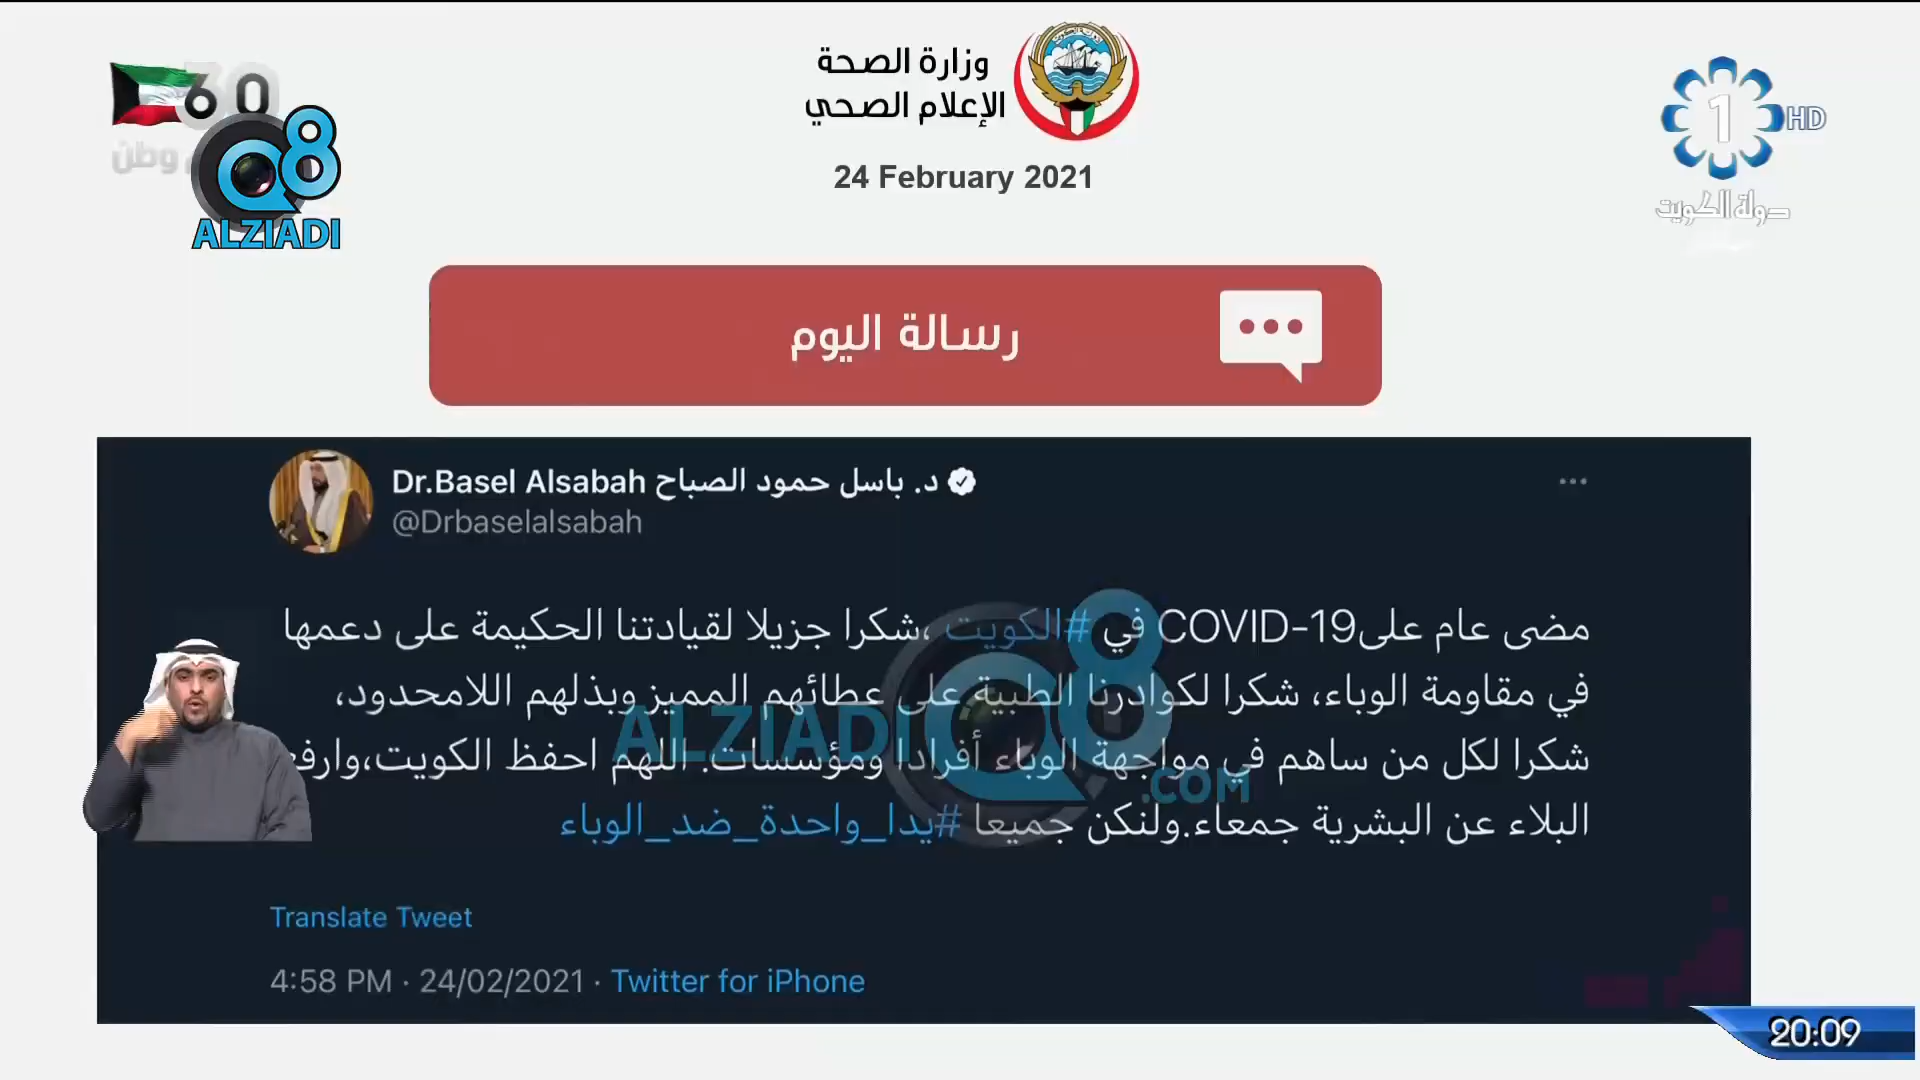 وزارة الصحة
الإعلام الصحي
24 February 2021
60
وطن
Q8
ALZIADI
1
HD
دولة الكويت
رسالة اليوم
Dr.Basel Alsabah د. باسل حمود الصباح
@Drbaselalsabah
مضى عام علىCOVID-19 في #الكويت ،شكرا جزيلا لقيادتنا الحكيمة على دعمها
في مقاومة الوباء، شكرا لكوادرنا الطبية على عطائهم المميز وبذلهم اللامحدود،
شكرا لكل من ساهم في مواجهة الوباء أفرادا ومؤسسات. اللهم احفظ الكويت،وارفع
البلاء عن البشرية جمعاء.ولنكن جميعا #يدا_واحدة_ضد_الوباء
ALZIADI Q8
.COM
Translate Tweet
4:58 PM · 24/02/2021 · Twitter for iPhone
20:09